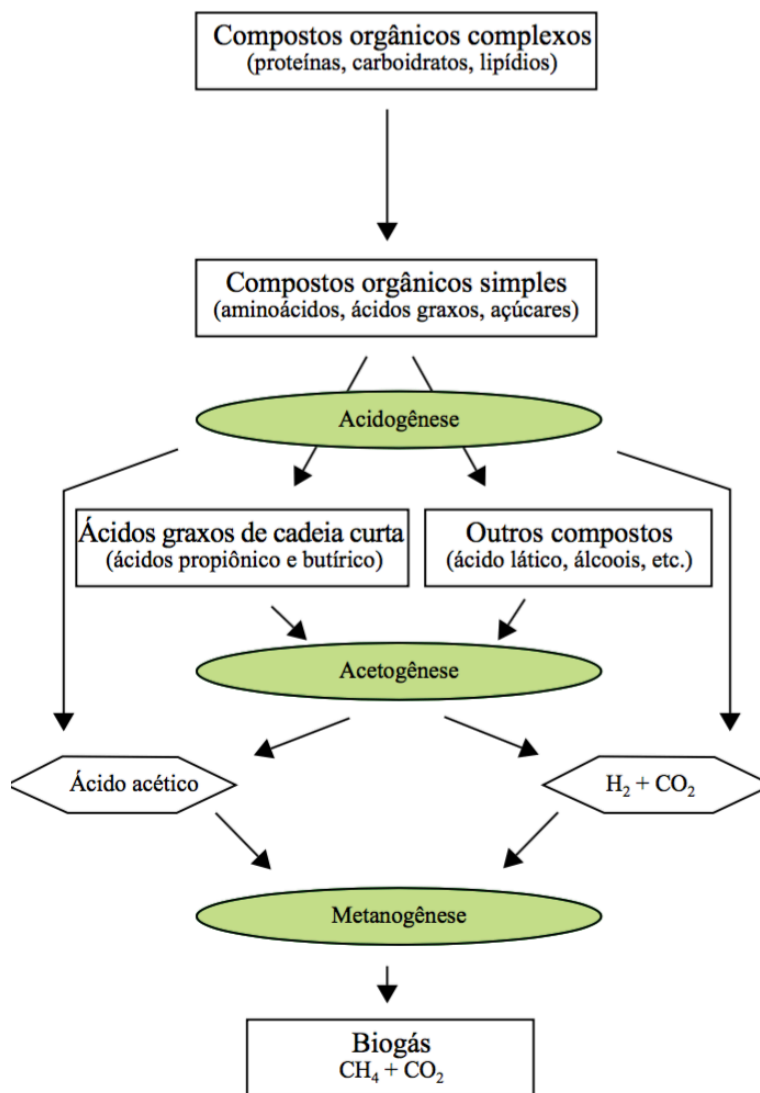 Compostos orgânicos complexos
(proteínas, carboidratos, lipídios)
Compostos orgânicos simples
(aminoácidos, ácidos graxos, açúcares)
Acidogênese
Ácidos graxos de cadeia curta
(ácidos propiônico e butírico)
Outros compostos
(ácido lático, álcoois, etc.)
Acetogênese
Ácido acético
H₂ + CO₂
Metanogênese
Biogás
CH₄ + CO₂